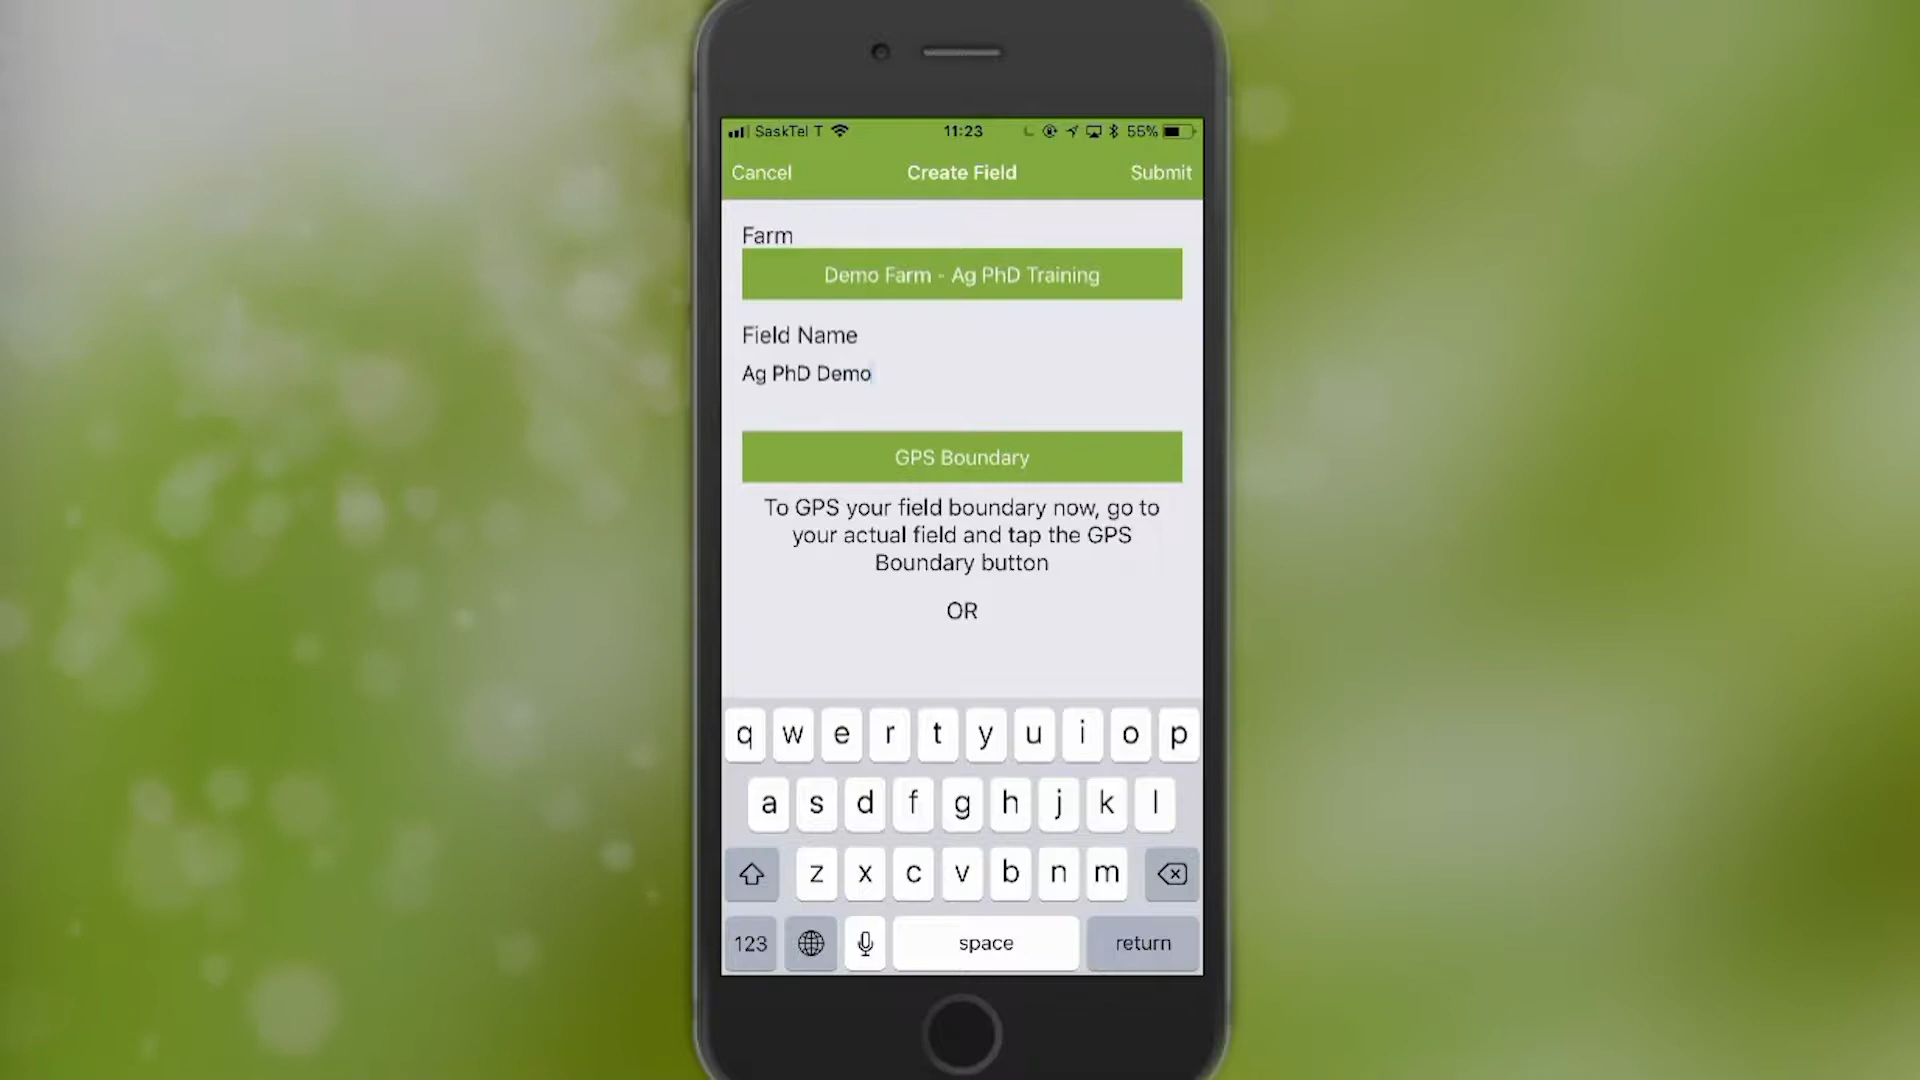 SaskTel T 11:23 55%
Cancel Create Field Submit
Farm
Demo Farm - Ag PhD Training
Field Name
Ag PhD Demo
GPS Boundary
To GPS your field boundary now, go to
your actual field and tap the GPS
Boundary button
OR
q w e r t y u i o p
a s d f g h j k l
z x c v b n m
123 space return